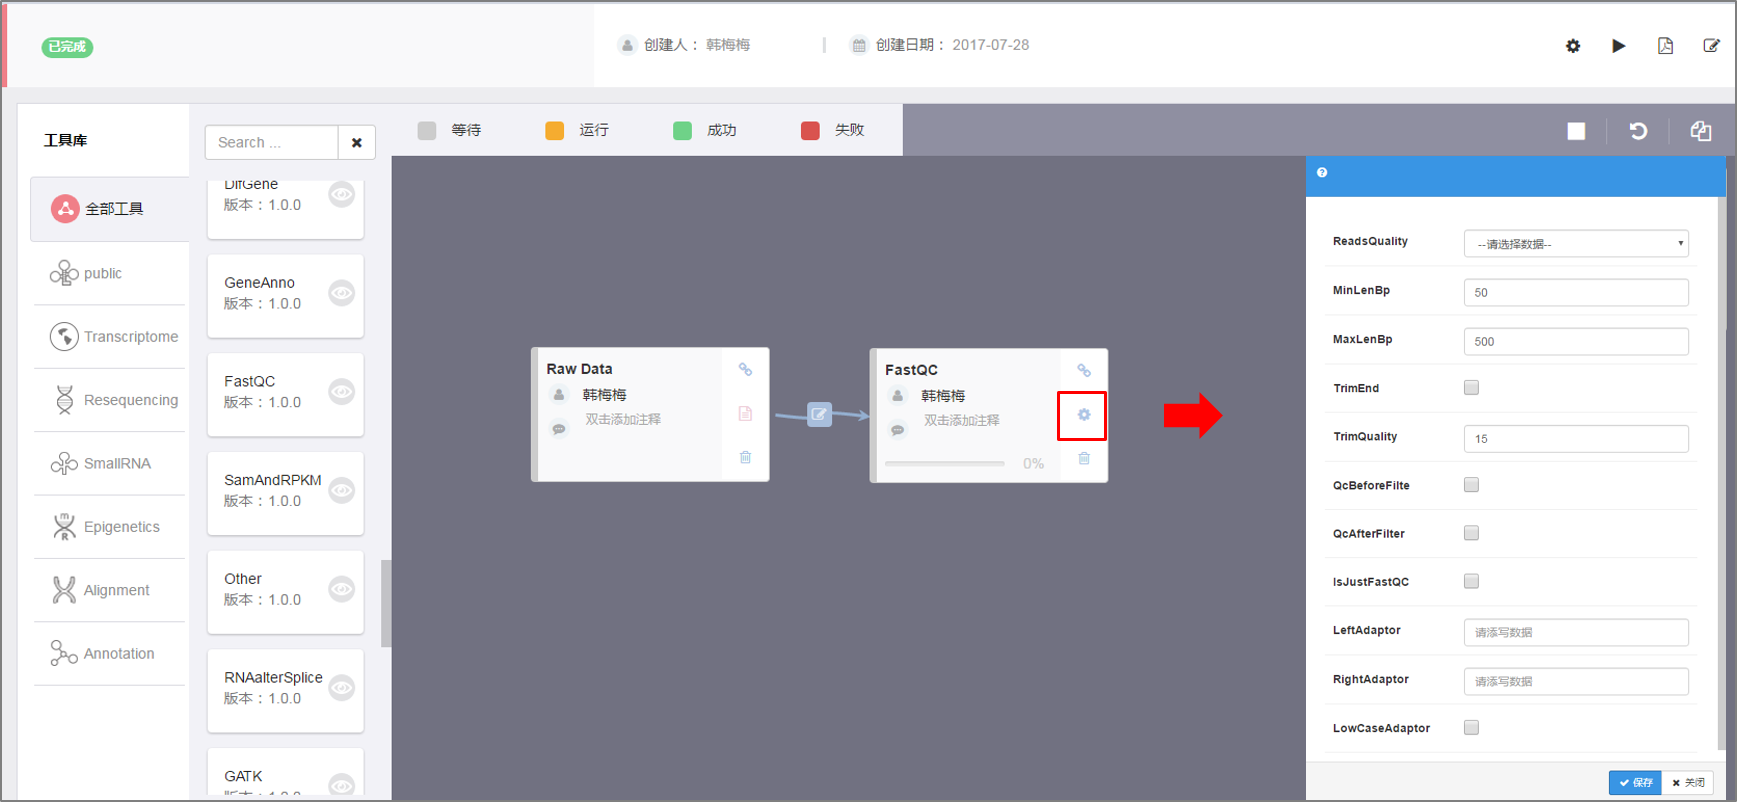 已完成
创建人： 韩梅梅
创建日期： 2017-07-28
工具库
全部工具
public
Transcriptome
Resequencing
SmallRNA
Epigenetics
Alignment
Annotation
Search ...
DifGene
版本：1.0.0
GeneAnno
版本：1.0.0
FastQC
版本：1.0.0
SamAndRPKM
版本：1.0.0
Other
版本：1.0.0
RNAalterSplice
版本：1.0.0
GATK
版本：1.0.0
等待
运行
成功
失败
Raw Data
韩梅梅
双击添加注释
FastQC
韩梅梅
双击添加注释
0%
ReadsQuality
--请选择数据--
MinLenBp
50
MaxLenBp
500
TrimEnd
TrimQuality
15
QcBeforeFilte
QcAfterFilter
IsJustFastQC
LeftAdaptor
请添写数据
RightAdaptor
请添写数据
LowCaseAdaptor
保存
关闭